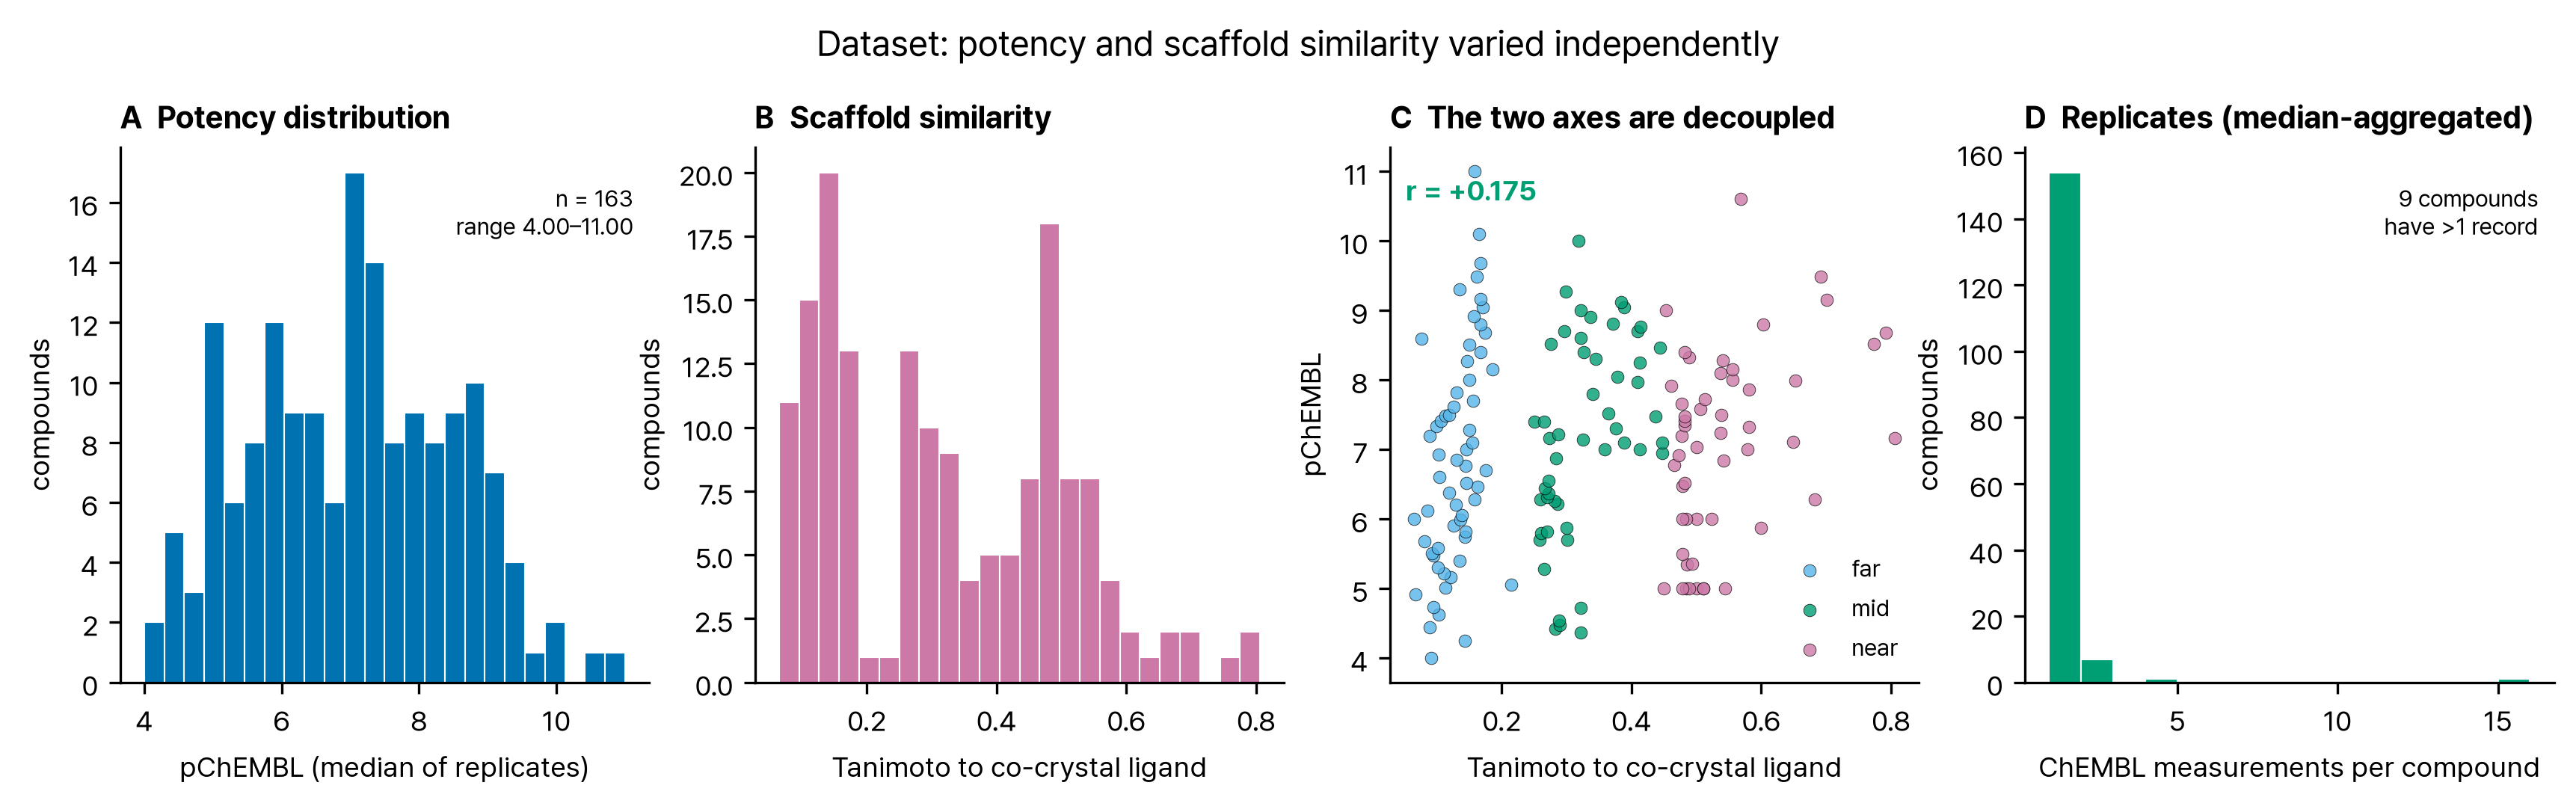 Dataset: potency and scaffold similarity varied independently
A Potency distribution
n = 163
range 4.00–11.00
compounds
16
14
12
10
8
6
4
2
0
4 6 8 10
pChEMBL (median of replicates)
B Scaffold similarity
compounds
20.0
17.5
15.0
12.5
10.0
7.5
5.0
2.5
0.0
0.2 0.4 0.6 0.8
Tanimoto to co-crystal ligand
C The two axes are decoupled
r = +0.175
pChEMBL
11
10
9
8
7
6
5
4
far
mid
near
0.2 0.4 0.6 0.8
Tanimoto to co-crystal ligand
D Replicates (median-aggregated)
9 compounds
have >1 record
compounds
160
140
120
100
80
60
40
20
0
5 10 15
ChEMBL measurements per compound